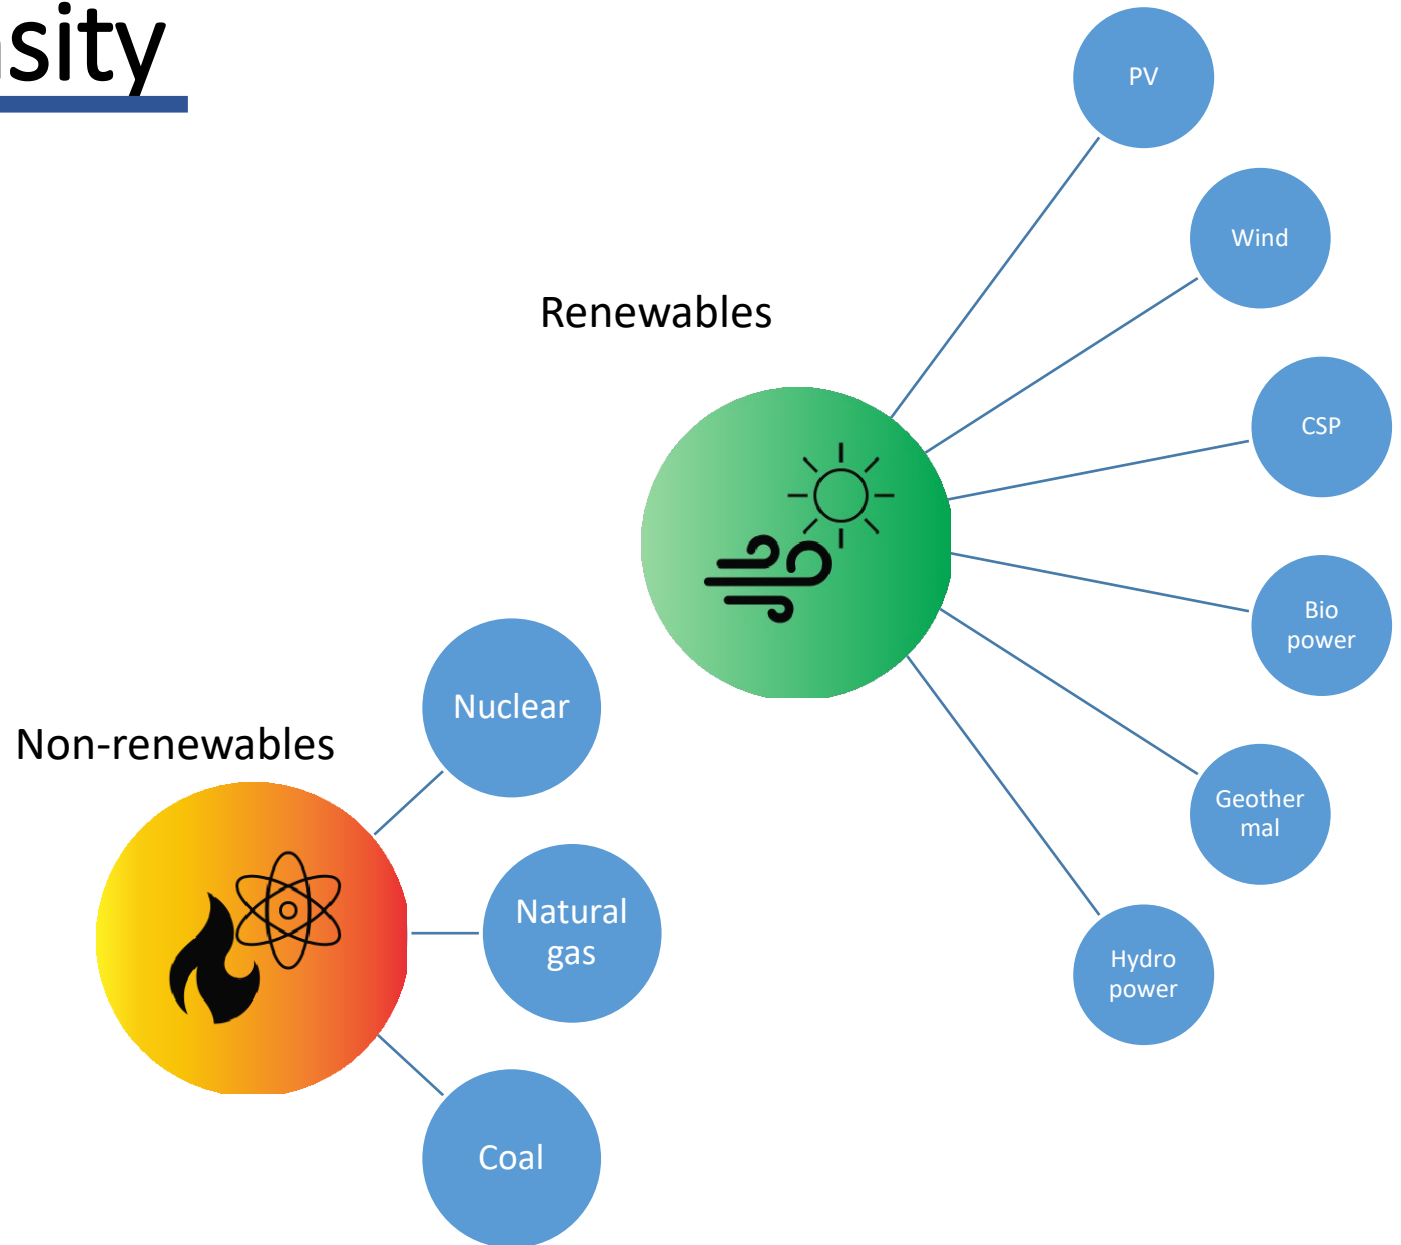 sity
PV
Wind
Renewables
CSP
Bio
power
Nuclear
Non-renewables
Geother
mal
Natural
gas
Hydro
power
Coal